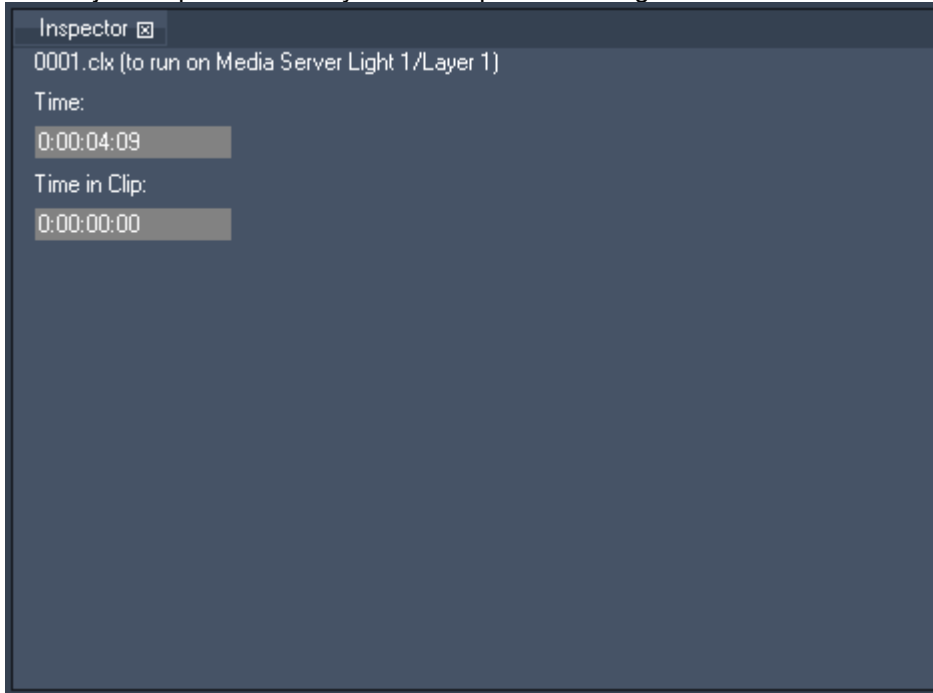 Inspector
0001.clx (to run on Media Server Light 1/Layer 1)
Time:
0:00:04:09
Time in Clip:
0:00:00:00